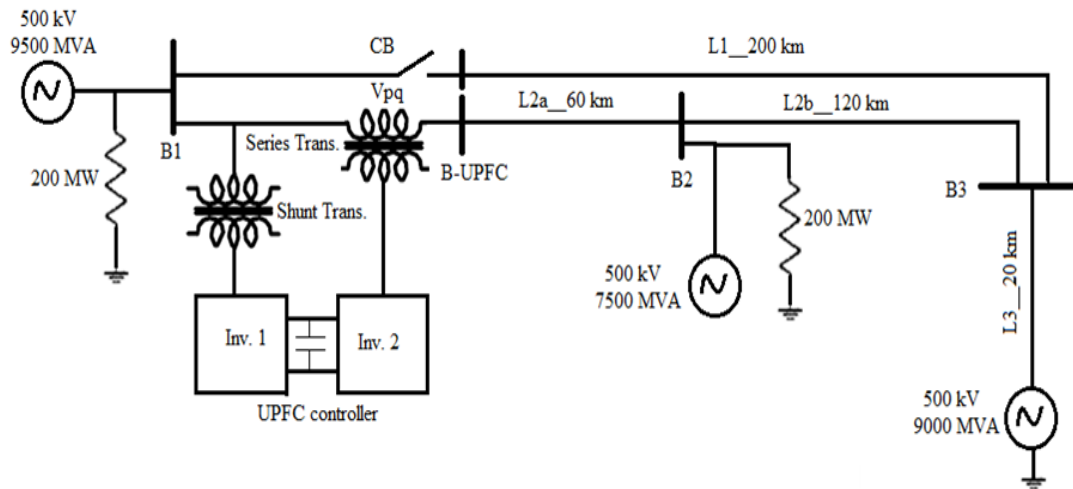 500 kV
9500 MVA
CB
L1__200 km
Vpq
L2a__60 km
L2b__120 km
B1
Series Trans.
B-UPFC
B2
B3
200 MW
Shunt Trans.
200 MW
500 kV
7500 MVA
L3__20 km
Inv. 1
Inv. 2
UPFC controller
500 kV
9000 MVA